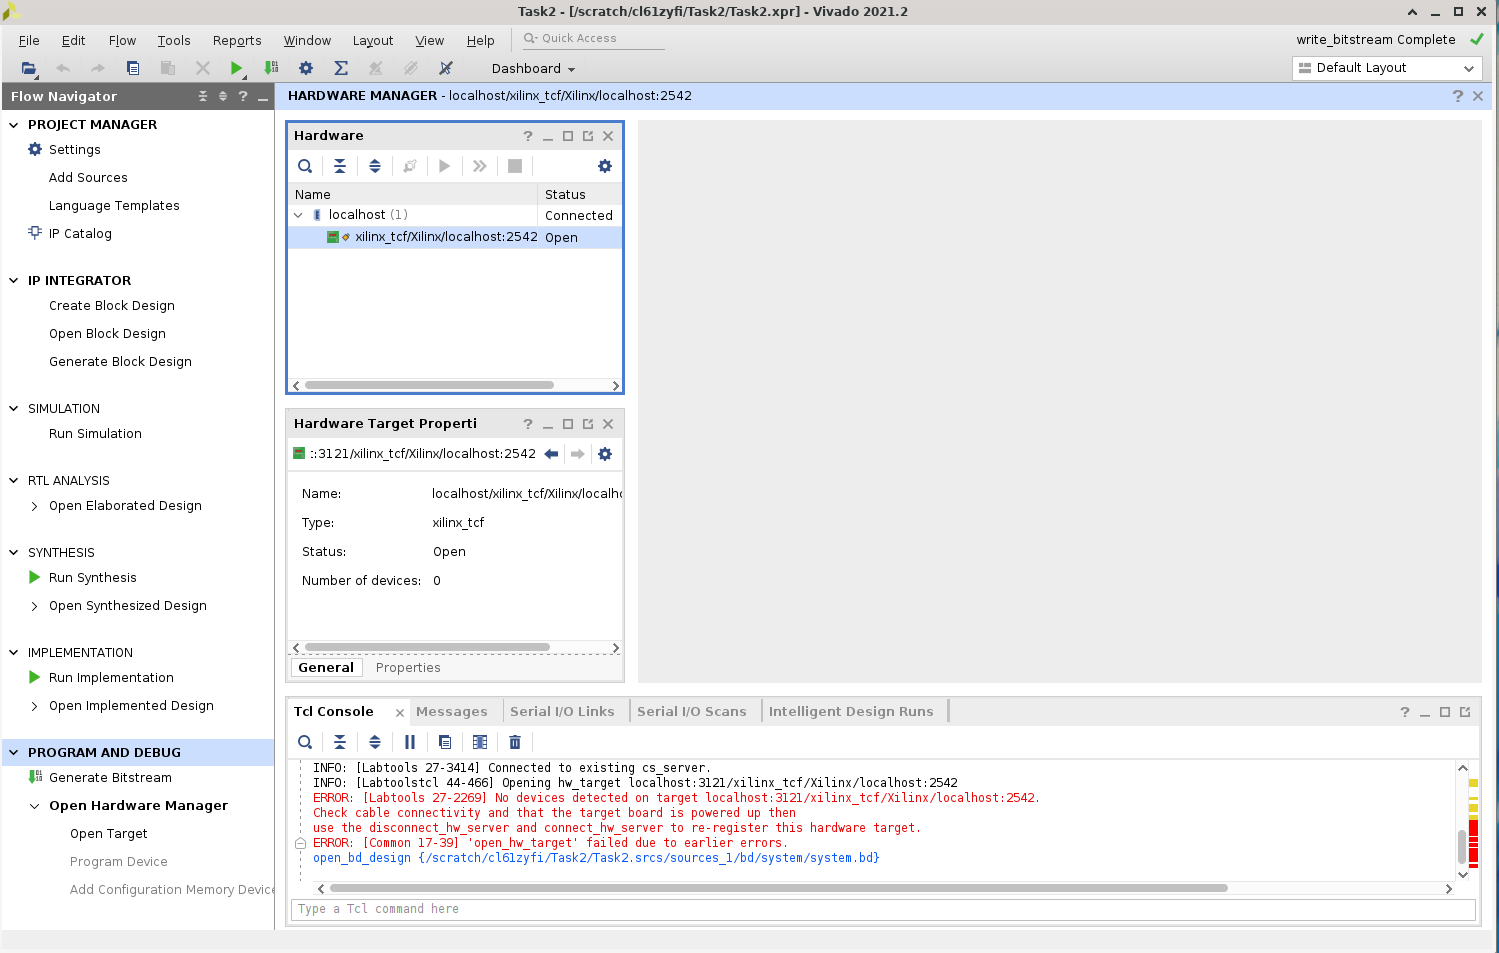 Task2 - [/scratch/cl61zyfi/Task2/Task2.xpr] - Vivado 2021.2
File Edit Flow Tools Reports Window Layout View Help Quick Access
write_bitstream Complete
Dashboard
Default Layout
Flow Navigator
PROJECT MANAGER
Settings
Add Sources
Language Templates
IP Catalog
IP INTEGRATOR
Create Block Design
Open Block Design
Generate Block Design
SIMULATION
Run Simulation
RTL ANALYSIS
Open Elaborated Design
SYNTHESIS
Run Synthesis
Open Synthesized Design
IMPLEMENTATION
Run Implementation
Open Implemented Design
PROGRAM AND DEBUG
Generate Bitstream
Open Hardware Manager
Open Target
Program Device
Add Configuration Memory Device
HARDWARE MANAGER - localhost/xilinx_tcf/Xilinx/localhost:2542
Hardware
Name Status
localhost (1) Connected
xilinx_tcf/Xilinx/localhost:2542 Open
Hardware Target Properti
::3121/xilinx_tcf/Xilinx/localhost:2542
Name: localhost/xilinx_tcf/Xilinx/localho
Type: xilinx_tcf
Status: Open
Number of devices: 0
General Properties
Tcl Console Messages Serial I/O Links Serial I/O Scans Intelligent Design Runs
INFO: [Labtools 27-3414] Connected to existing cs_server.
INFO: [Labtoolstcl 44-466] Opening hw_target localhost:3121/xilinx_tcf/Xilinx/localhost:2542
ERROR: [Labtools 27-2269] No devices detected on target localhost:3121/xilinx_tcf/Xilinx/localhost:2542.
Check cable connectivity and that the target board is powered up then
use the disconnect_hw_server and connect_hw_server to re-register this hardware target.
ERROR: [Common 17-39] 'open_hw_target' failed due to earlier errors.
open_bd_design {/scratch/cl61zyfi/Task2/Task2.srcs/sources_1/bd/system/system.bd}
Type a Tcl command here